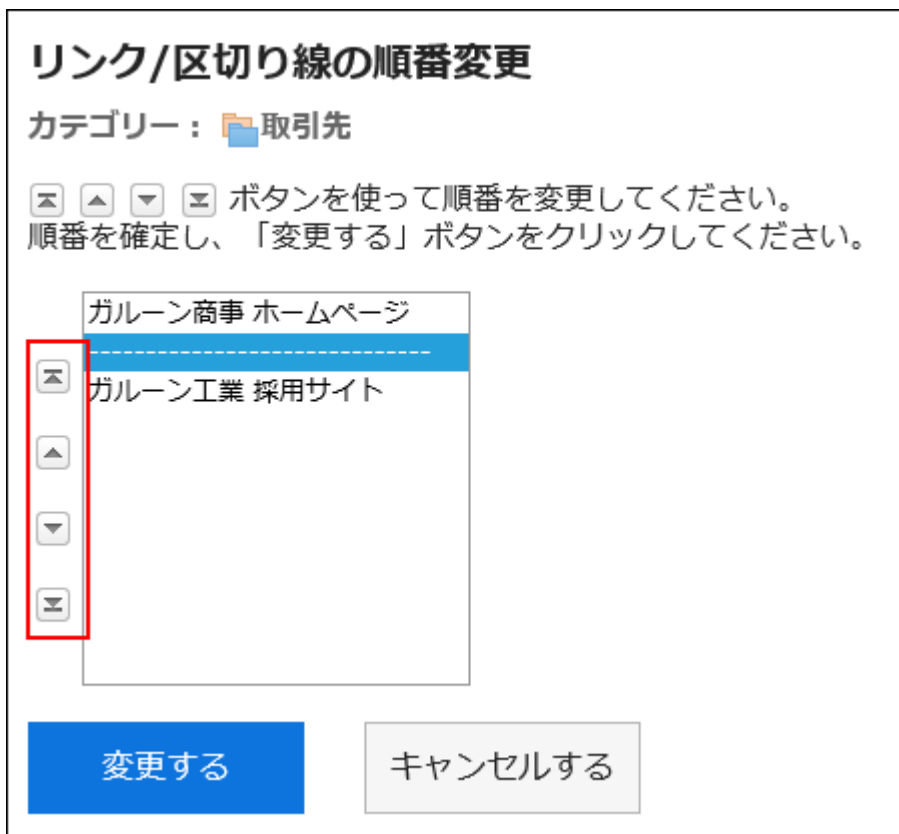 リンク/区切り線の順番変更
カテゴリー： 取引先
ボタンを使って順番を変更してください。
順番を確定し、「変更する」ボタンをクリックしてください。
ガルーン商事 ホームページ
------------------------------
ガルーン工業 採用サイト
変更する
キャンセルする